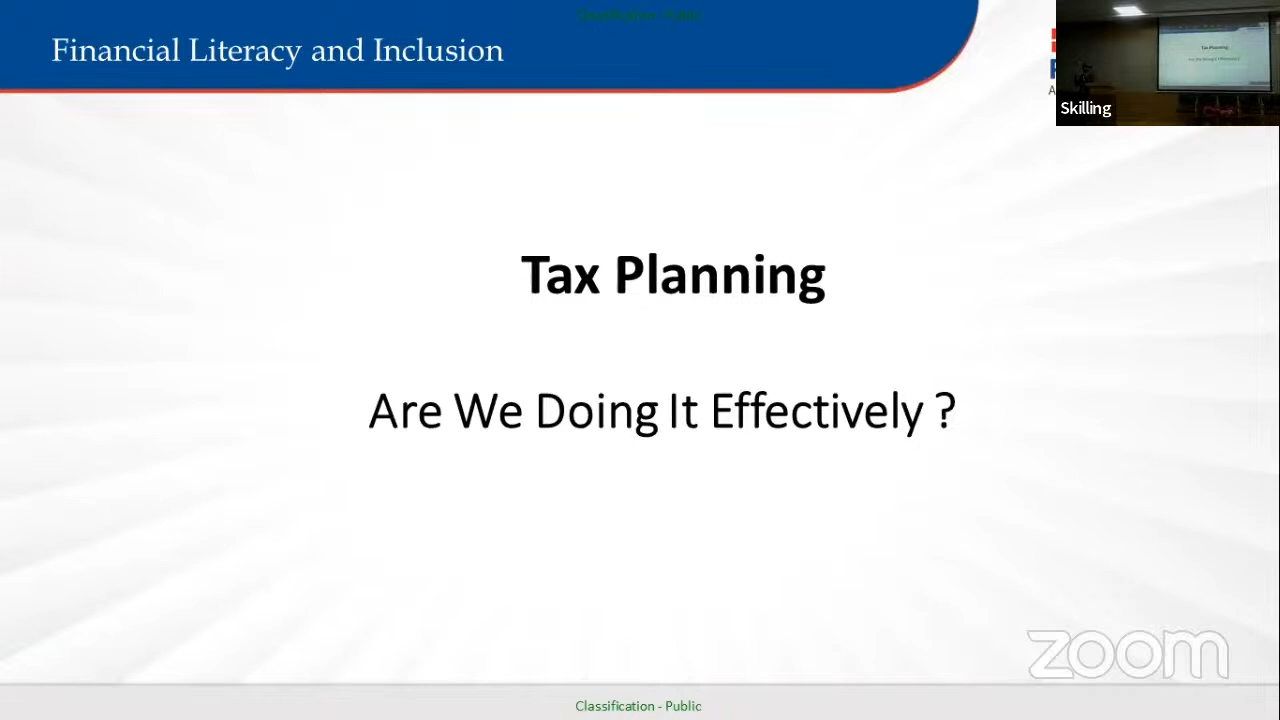 Classification - Public
Financial Literacy and Inclusion
Skilling
Tax Planning
Are We Doing It Effectively ?
zoom
Classification - Public